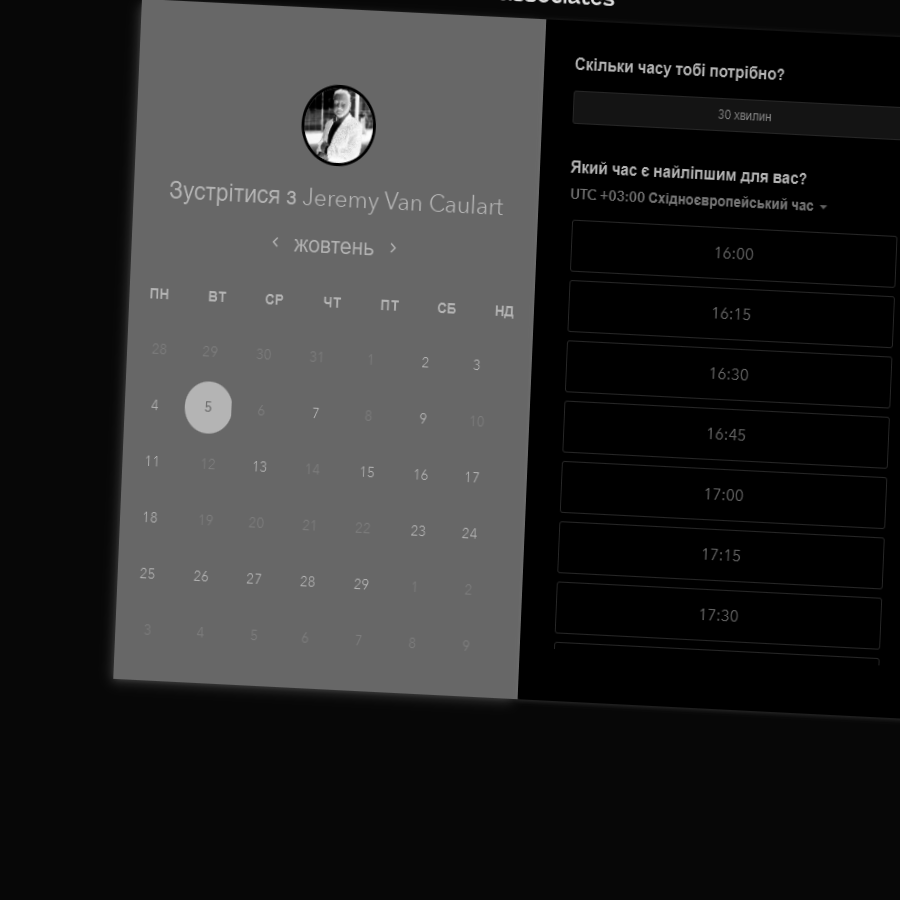 Зустрітися з Jeremy Van Caulart
‹ жовтень ›
ПН ВТ СР ЧТ ПТ СБ НД
28 29 30 31 1 2 3
4 5 6 7 8 9 10
11 12 13 14 15 16 17
18 19 20 21 22 23 24
25 26 27 28 29 1 2
3 4 5 6 7 8 9
Скільки часу тобі потрібно?
30 хвилин
Який час є найліпшим для вас?
UTC +03:00 Східноєвропейський час
16:00
16:15
16:30
16:45
17:00
17:15
17:30